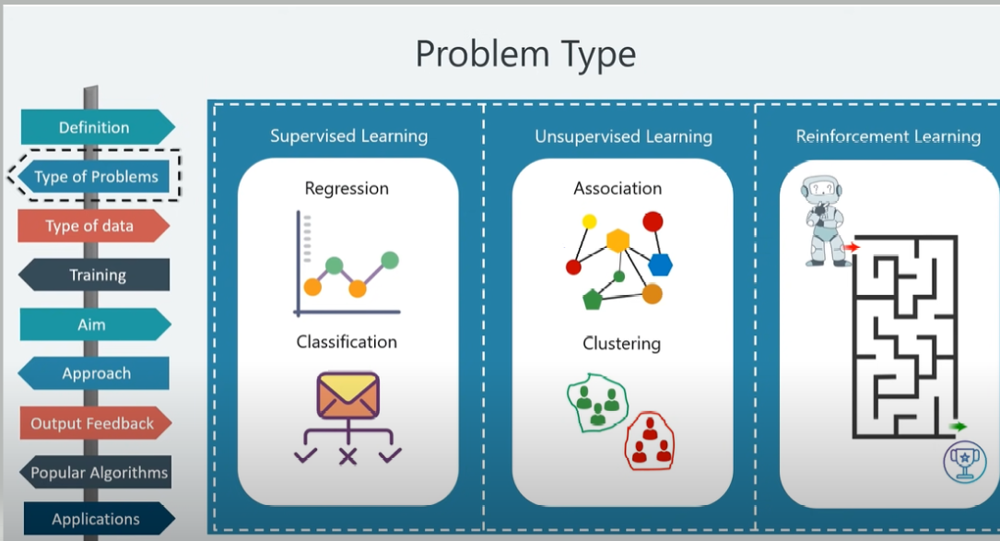 Problem Type
Definition
Type of Problems
Type of data
Training
Aim
Approach
Output Feedback
Popular Algorithms
Applications
Supervised Learning
Regression
Classification
Unsupervised Learning
Association
Clustering
Reinforcement Learning
? ?